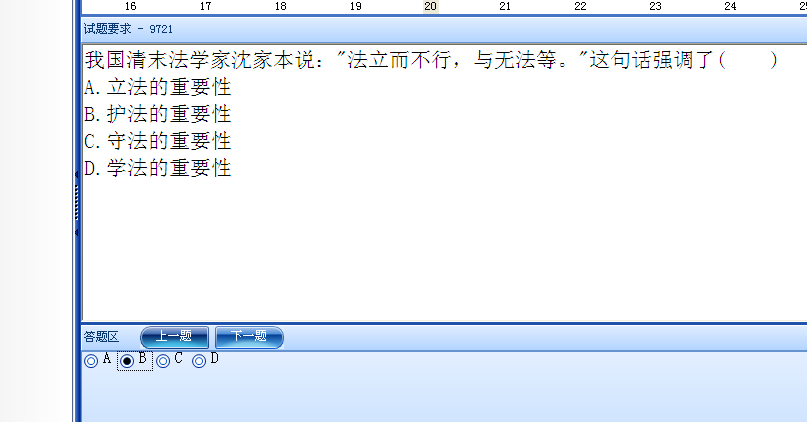 16 17 18 19 20 21 22 23 24 25
试题要求 - 9721
我国清末法学家沈家本说："法立而不行，与无法等。"这句话强调了(    )
A.立法的重要性
B.护法的重要性
C.守法的重要性
D.学法的重要性
答题区 上一题 下一题
A B C D